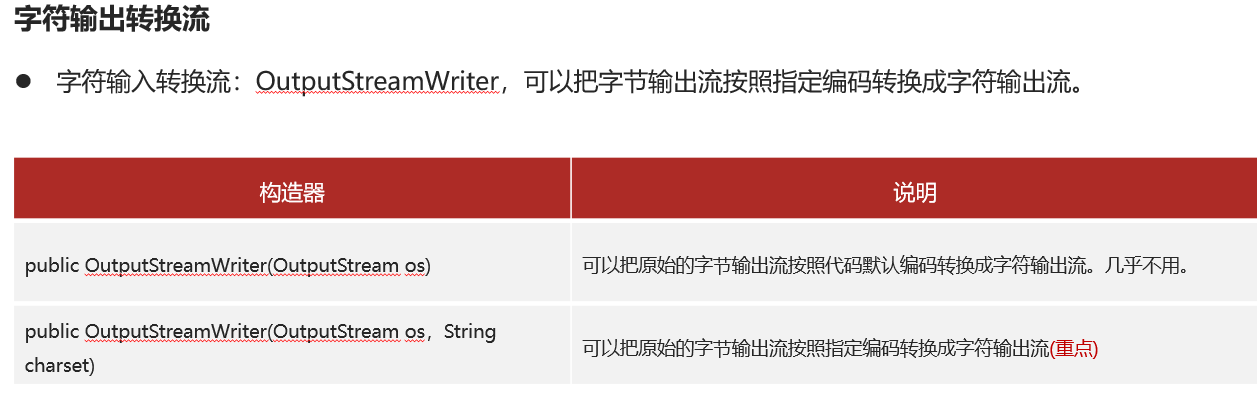 字符输出转换流
● 字符输入转换流：OutputStreamWriter，可以把字节输出流按照指定编码转换成字符输出流。
构造器
说明
public OutputStreamWriter(OutputStream os)
可以把原始的字节输出流按照代码默认编码转换成字符输出流。几乎不用。
public OutputStreamWriter(OutputStream os，String
charset)
可以把原始的字节输出流按照指定编码转换成字符输出流(重点)